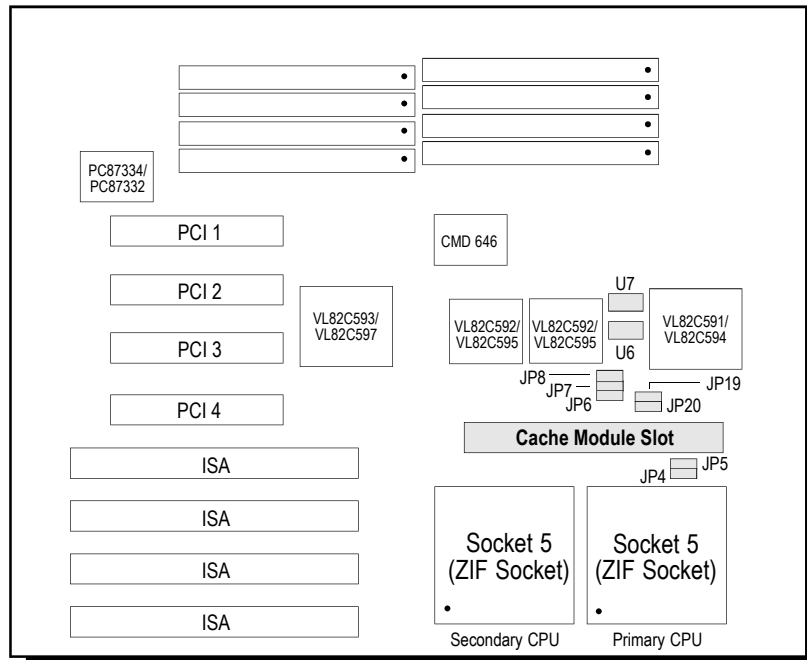 PC87334/
PC87332
PCI 1
CMD 646
PCI 2
U7
VL82C593/
VL82C597
VL82C592/
VL82C595
VL82C592/
VL82C595
VL82C591/
VL82C594
PCI 3
U6
JP8
JP7
JP6
JP19
JP20
PCI 4
Cache Module Slot
ISA
JP5
JP4
ISA
Socket 5
(ZIF Socket)
Socket 5
(ZIF Socket)
ISA
ISA
Secondary CPU
Primary CPU